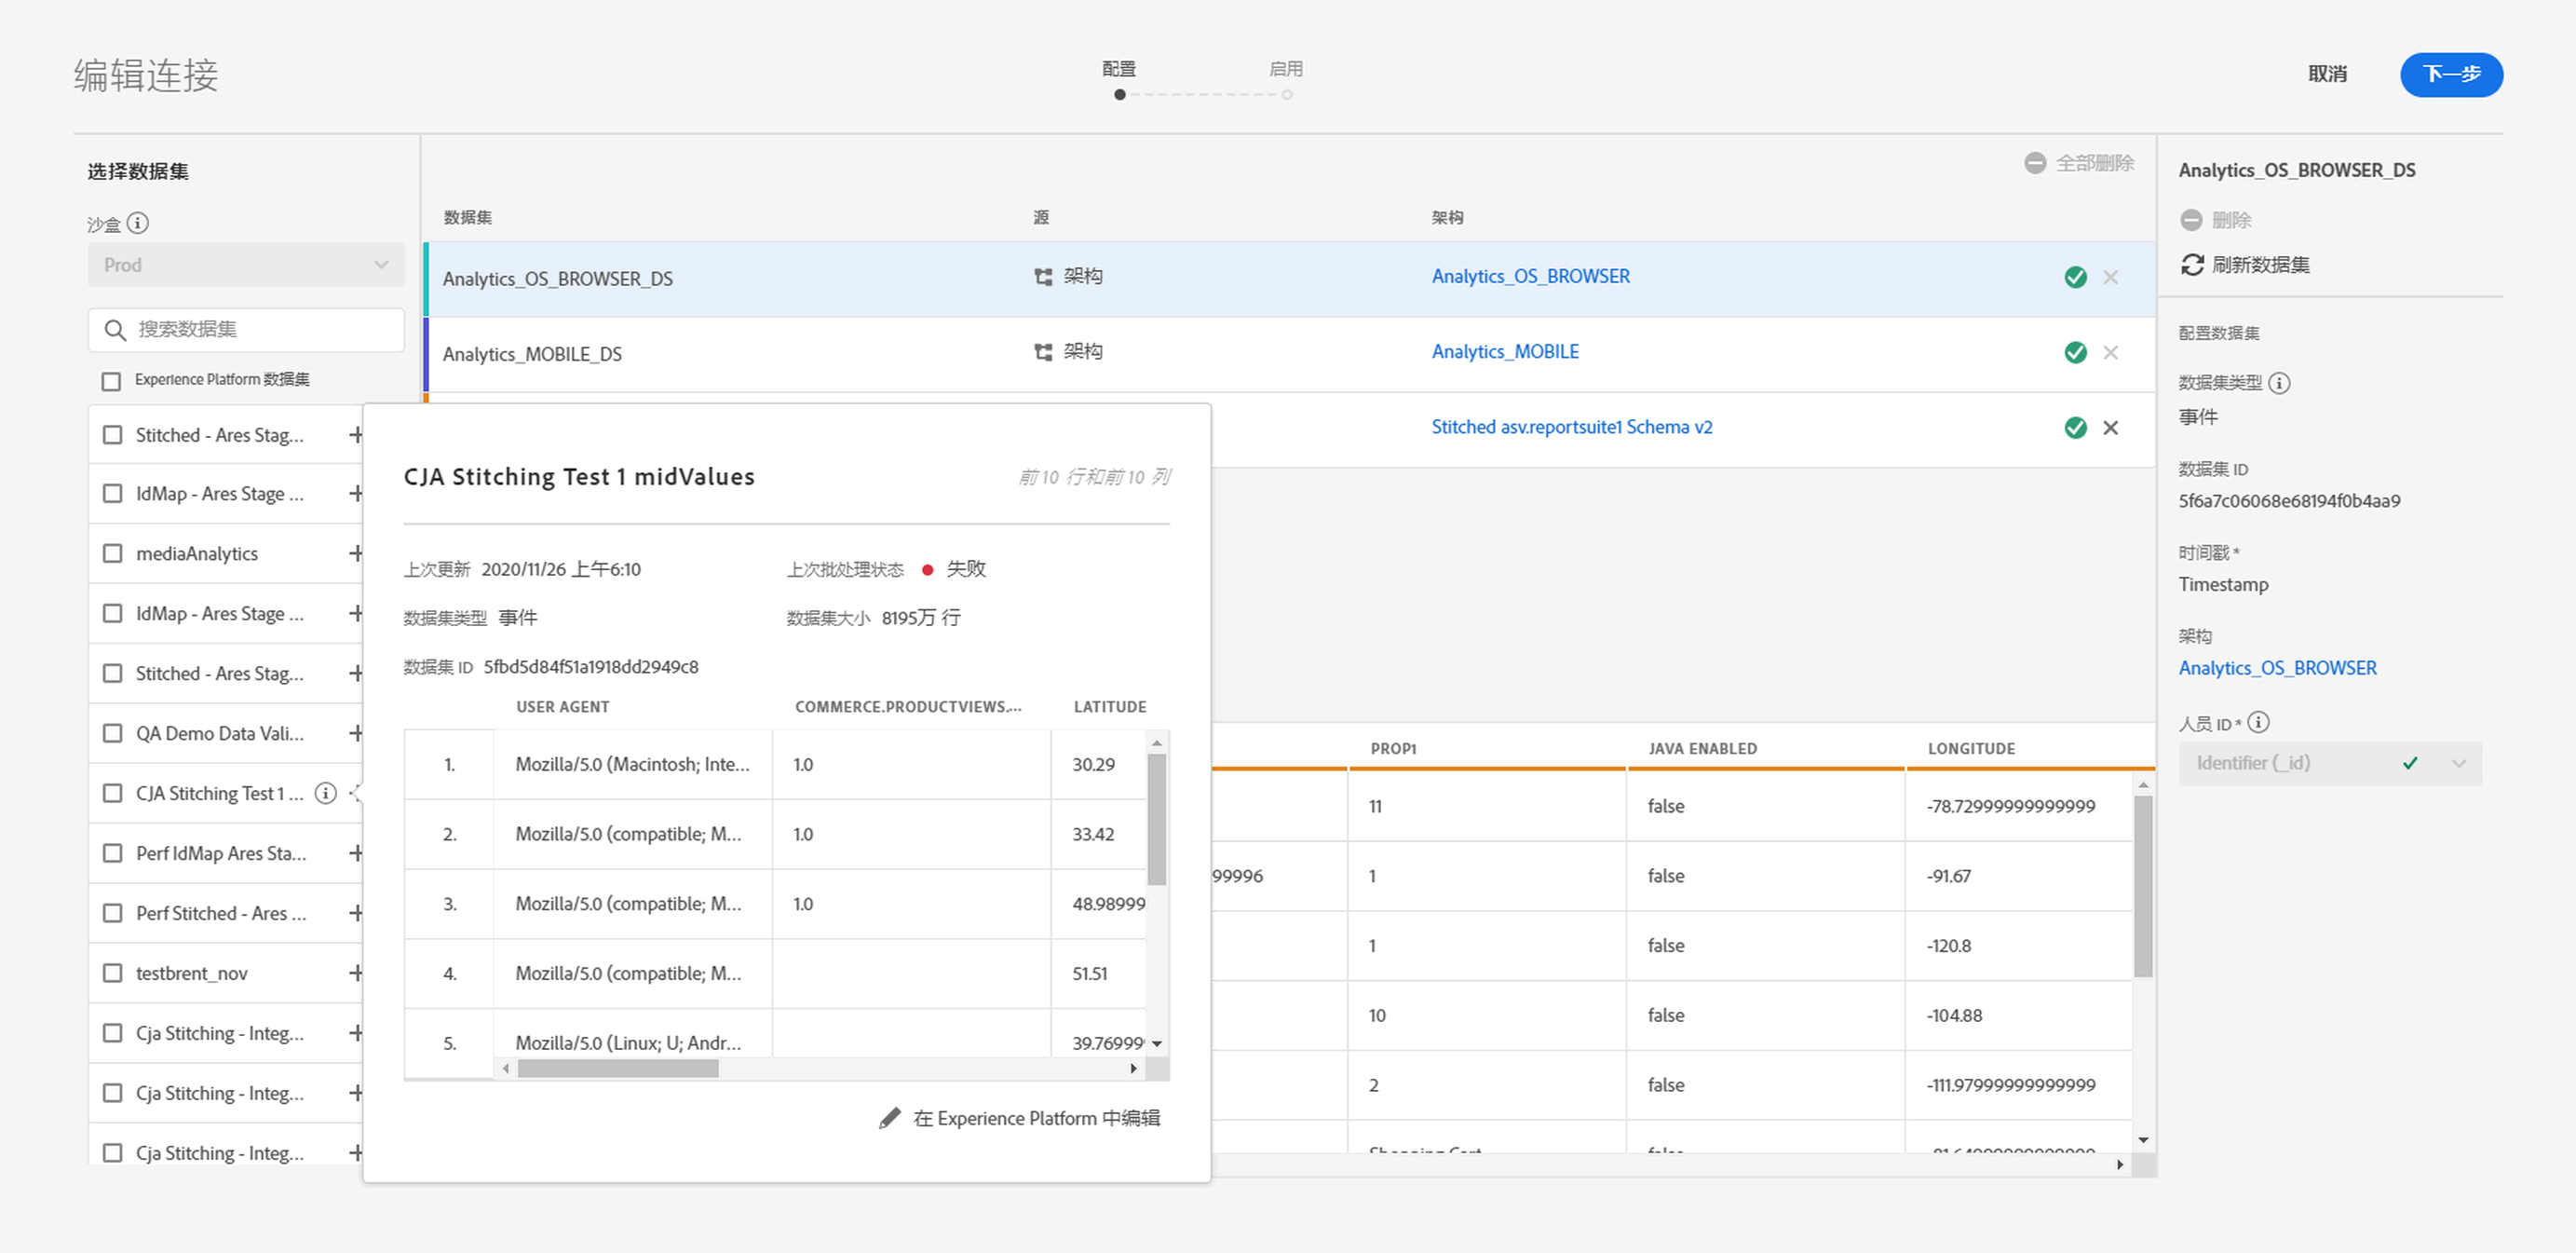 编辑连接
配置
启用
取消
下一步
选择数据集
沙盒
Prod
搜索数据集
Experience Platform 数据集
Stitched - Ares Stag...
IdMap - Ares Stage ...
mediaAnalytics
IdMap - Ares Stage ...
Stitched - Ares Stag...
QA Demo Data Vali...
CJA Stitching Test 1 ...
Perf IdMap Ares Sta...
Perf Stitched - Ares ...
testbrent_nov
Cja Stitching - Integ...
Cja Stitching - Integ...
Cja Stitching - Integ...
全部删除
数据集 源 架构
Analytics_OS_BROWSER_DS 架构 Analytics_OS_BROWSER
Analytics_MOBILE_DS 架构 Analytics_MOBILE
Stitched asv.reportsuite1 Schema v2
CJA Stitching Test 1 midValues
前 10 行和前 10 列
上次更新 2020/11/26 上午6:10
上次批处理状态 失败
数据集类型 事件
数据集大小 8195万 行
数据集 ID 5fbd5d84f51a1918dd2949c8
USER AGENT COMMERCE.PRODUCTVIEWS.... LATITUDE
1. Mozilla/5.0 (Macintosh; Inte... 1.0 30.29
2. Mozilla/5.0 (compatible; M... 1.0 33.42
3. Mozilla/5.0 (compatible; M... 1.0 48.98999
4. Mozilla/5.0 (compatible; M... 51.51
5. Mozilla/5.0 (Linux; U; Andr... 39.769999
在 Experience Platform 中编辑
PROP1 JAVA ENABLED LONGITUDE
11 false -78.72999999999999
99996 1 false -91.67
1 false -120.8
10 false -104.88
2 false -111.97999999999999
Analytics_OS_BROWSER_DS
删除
刷新数据集
配置数据集
数据集类型
事件
数据集 ID
5f6a7c06068e68194f0b4aa9
时间戳 *
Timestamp
架构
Analytics_OS_BROWSER
人员 ID *
Identifier (_id)